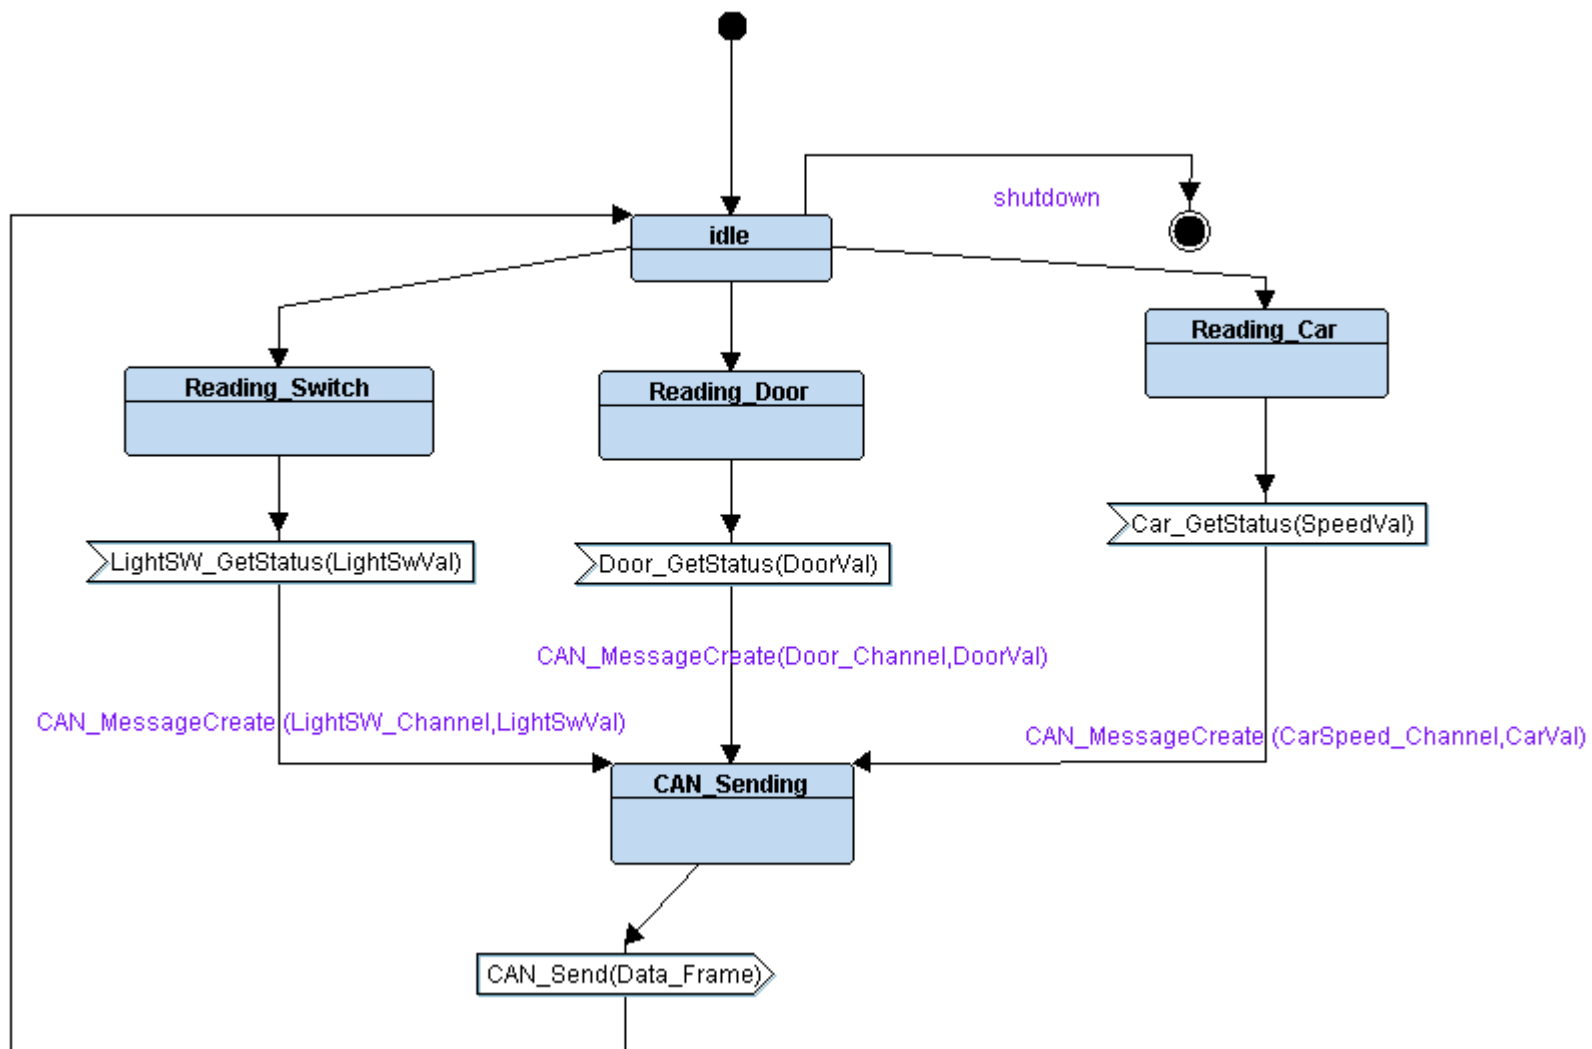 shutdown
idle
Reading_Car
Reading_Switch
Reading_Door
Car_GetStatus(SpeedVal)
LightSW_GetStatus(LightSwVal)
Door_GetStatus(DoorVal)
CAN_MessageCreate(Door_Channel,DoorVal)
CAN_MessageCreate (LightSW_Channel,LightSwVal)
CAN_MessageCreate (CarSpeed_Channel,CarVal)
CAN_Sending
CAN_Send(Data_Frame)